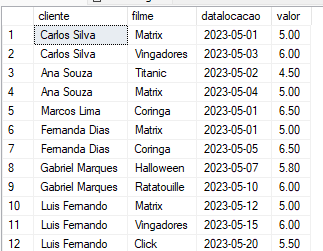 cliente filme datalocacao valor
1 Carlos Silva Matrix 2023-05-01 5.00
2 Carlos Silva Vingadores 2023-05-03 6.00
3 Ana Souza Titanic 2023-05-02 4.50
4 Ana Souza Matrix 2023-05-04 5.00
5 Marcos Lima Coringa 2023-05-01 6.50
6 Fernanda Dias Matrix 2023-05-01 5.00
7 Fernanda Dias Coringa 2023-05-05 6.50
8 Gabriel Marques Halloween 2023-05-07 5.80
9 Gabriel Marques Ratatouille 2023-05-10 6.00
10 Luis Fernando Matrix 2023-05-12 5.00
11 Luis Fernando Vingadores 2023-05-15 6.00
12 Luis Fernando Click 2023-05-20 5.50